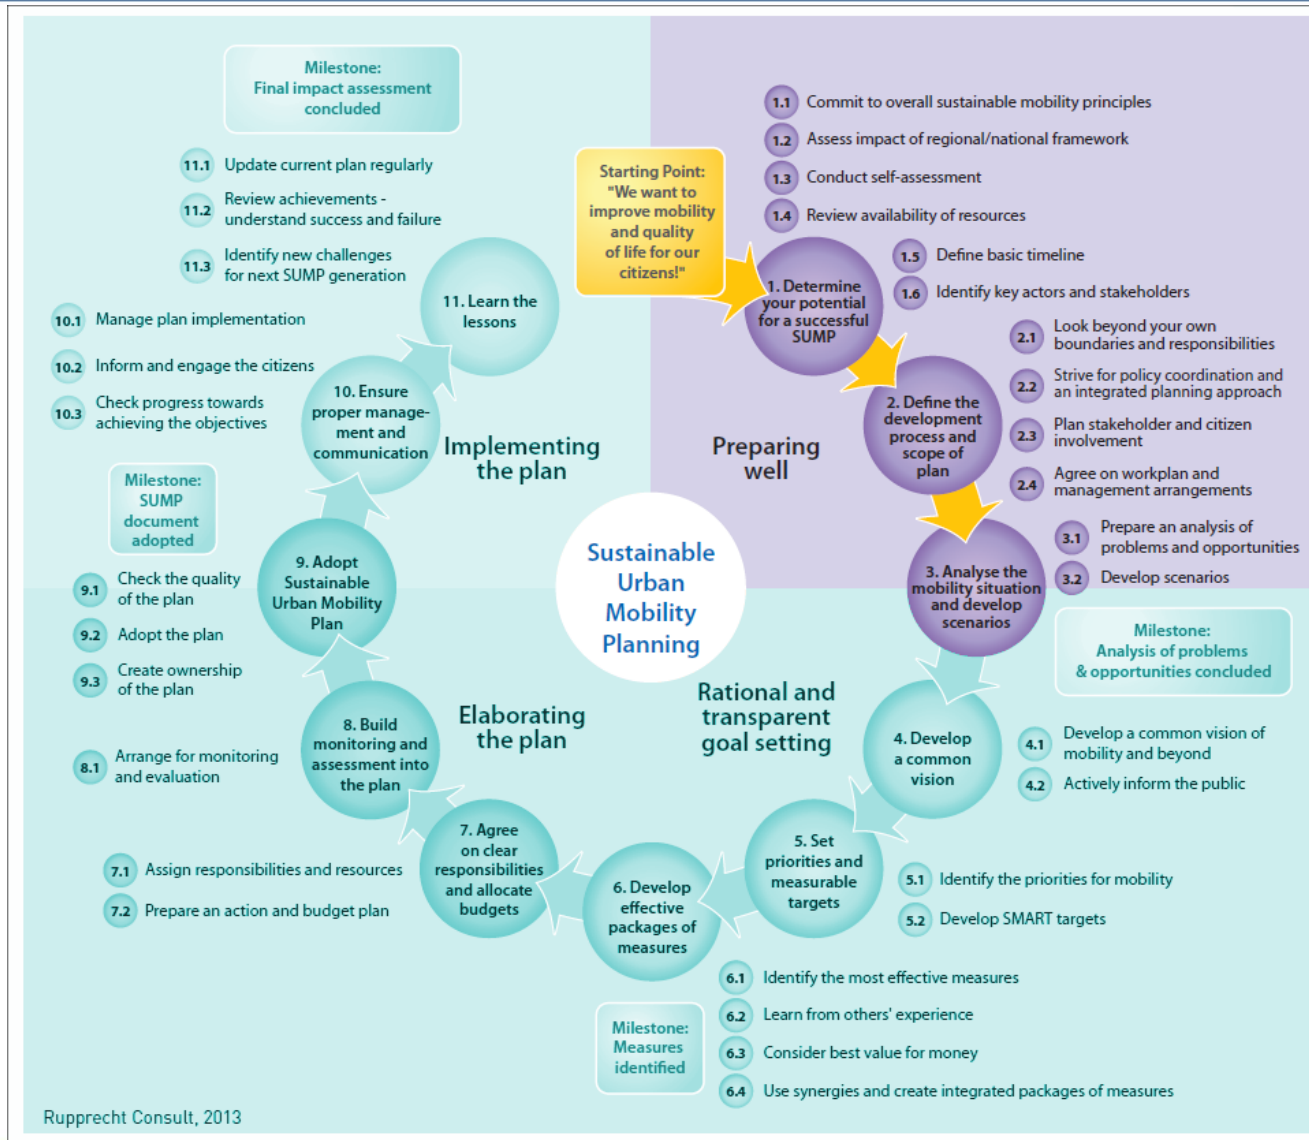 Milestone:
Final impact assessment
concluded
11.1 Update current plan regularly
11.2 Review achievements -
understand success and failure
11.3 Identify new challenges
for next SUMP generation
10.1 Manage plan implementation
10.2 Inform and engage the citizens
10.3 Check progress towards
achieving the objectives
Starting Point:
"We want to
improve mobility
and quality
of life for our
citizens!"
1.1 Commit to overall sustainable mobility principles
1.2 Assess impact of regional/national framework
1.3 Conduct self-assessment
1.4 Review availability of resources
1.5 Define basic timeline
1.6 Identify key actors and stakeholders
1. Determine
your potential
for a successful
SUMP
2.1 Look beyond your own
boundaries and responsibilities
2.2 Strive for policy coordination and
an integrated planning approach
2.3 Plan stakeholder and citizen
involvement
2.4 Agree on workplan and
management arrangements
2. Define the
development
process and
scope of
plan
Preparing
well
3.1 Prepare an analysis of
problems and opportunities
3.2 Develop scenarios
3. Analyse the
mobility situation
and develop
scenarios
Milestone:
Analysis of problems
& opportunities concluded
Sustainable
Urban
Mobility
Planning
Rational and
transparent
goal setting
4. Develop
a common
vision
4.1 Develop a common vision of
mobility and beyond
4.2 Actively inform the public
5. Set
priorities and
measurable
targets
5.1 Identify the priorities for mobility
5.2 Develop SMART targets
6. Develop
effective
packages of
measures
6.1 Identify the most effective measures
6.2 Learn from others' experience
6.3 Consider best value for money
6.4 Use synergies and create integrated packages of measures
Milestone:
Measures
identified
Elaborating
the plan
7. Agree
on clear
responsibilities
and allocate
budgets
7.1 Assign responsibilities and resources
7.2 Prepare an action and budget plan
8. Build
monitoring and
assessment into
the plan
8.1 Arrange for monitoring
and evaluation
9. Adopt
Sustainable
Urban Mobility
Plan
9.1 Check the quality
of the plan
9.2 Adopt the plan
9.3 Create ownership
of the plan
Milestone:
SUMP
document
adopted
Implementing
the plan
10. Ensure
proper manage-
ment and
communication
11. Learn the
lessons
Rupprecht Consult, 2013